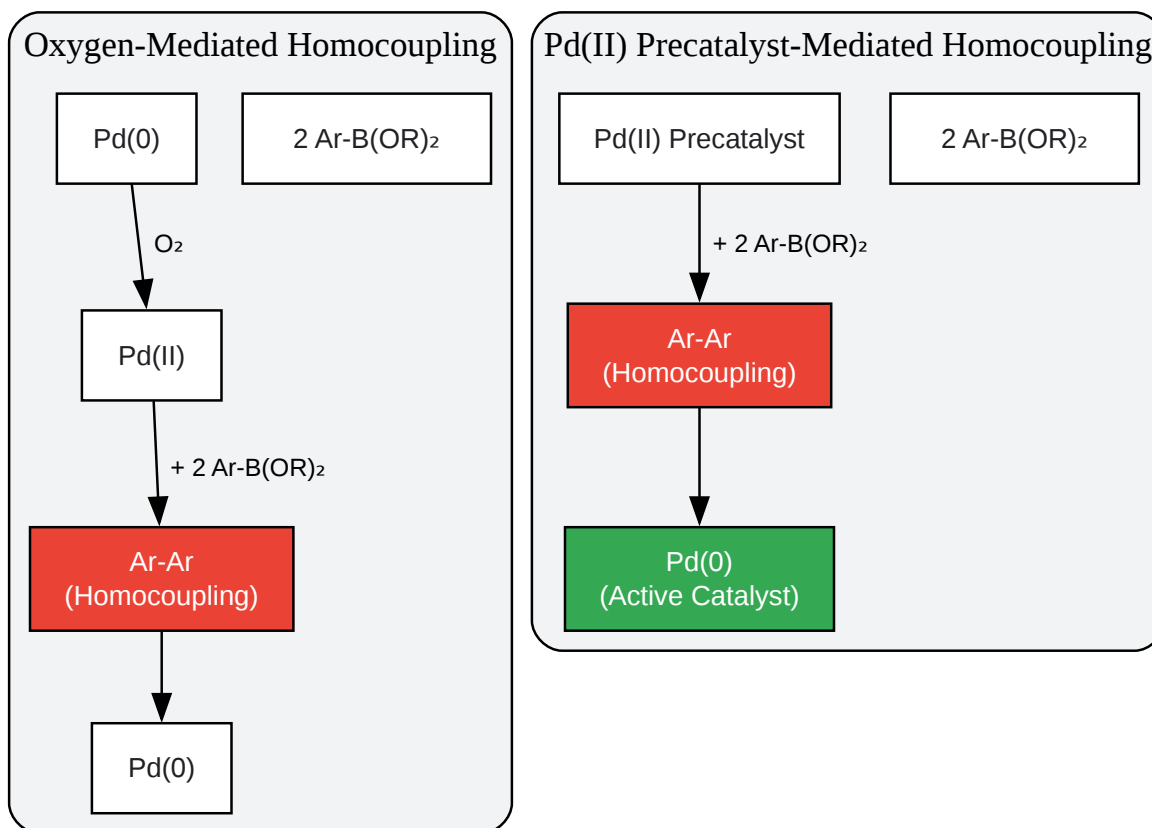 Oxygen-Mediated Homocoupling
Pd(0)
2 Ar-B(OR)₂
O₂
Pd(II)
+ 2 Ar-B(OR)₂
Ar-Ar
(Homocoupling)
Pd(0)
Pd(II) Precatalyst-Mediated Homocoupling
Pd(II) Precatalyst
2 Ar-B(OR)₂
+ 2 Ar-B(OR)₂
Ar-Ar
(Homocoupling)
Pd(0)
(Active Catalyst)